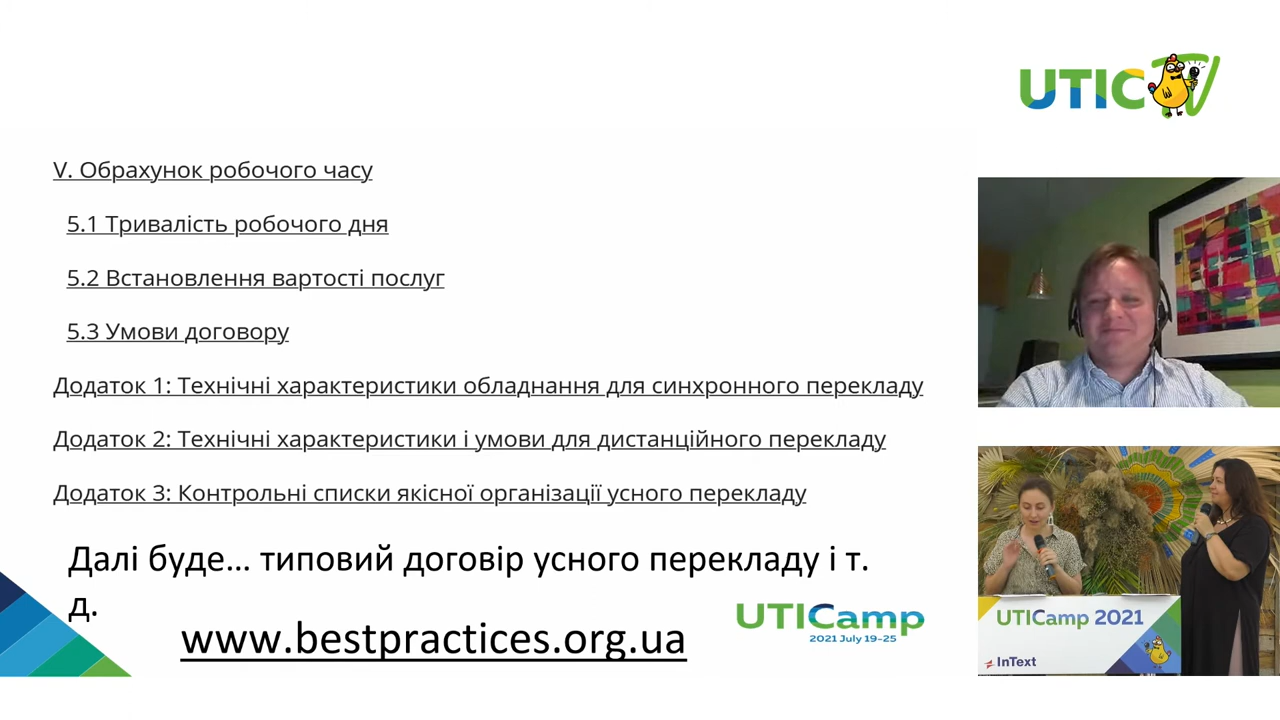 UTIC TV
V. Обрахунок робочого часу
5.1 Тривалість робочого дня
5.2 Встановлення вартості послуг
5.3 Умови договору
Додаток 1: Технічні характеристики обладнання для синхронного перекладу
Додаток 2: Технічні характеристики і умови для дистанційного перекладу
Додаток 3: Контрольні списки якісної організації усного перекладу
Далі буде... типовий договір усного перекладу і т.
д.
www.bestpractices.org.ua
UTICamp
2021 July 19-25
UTICamp 2021
InText